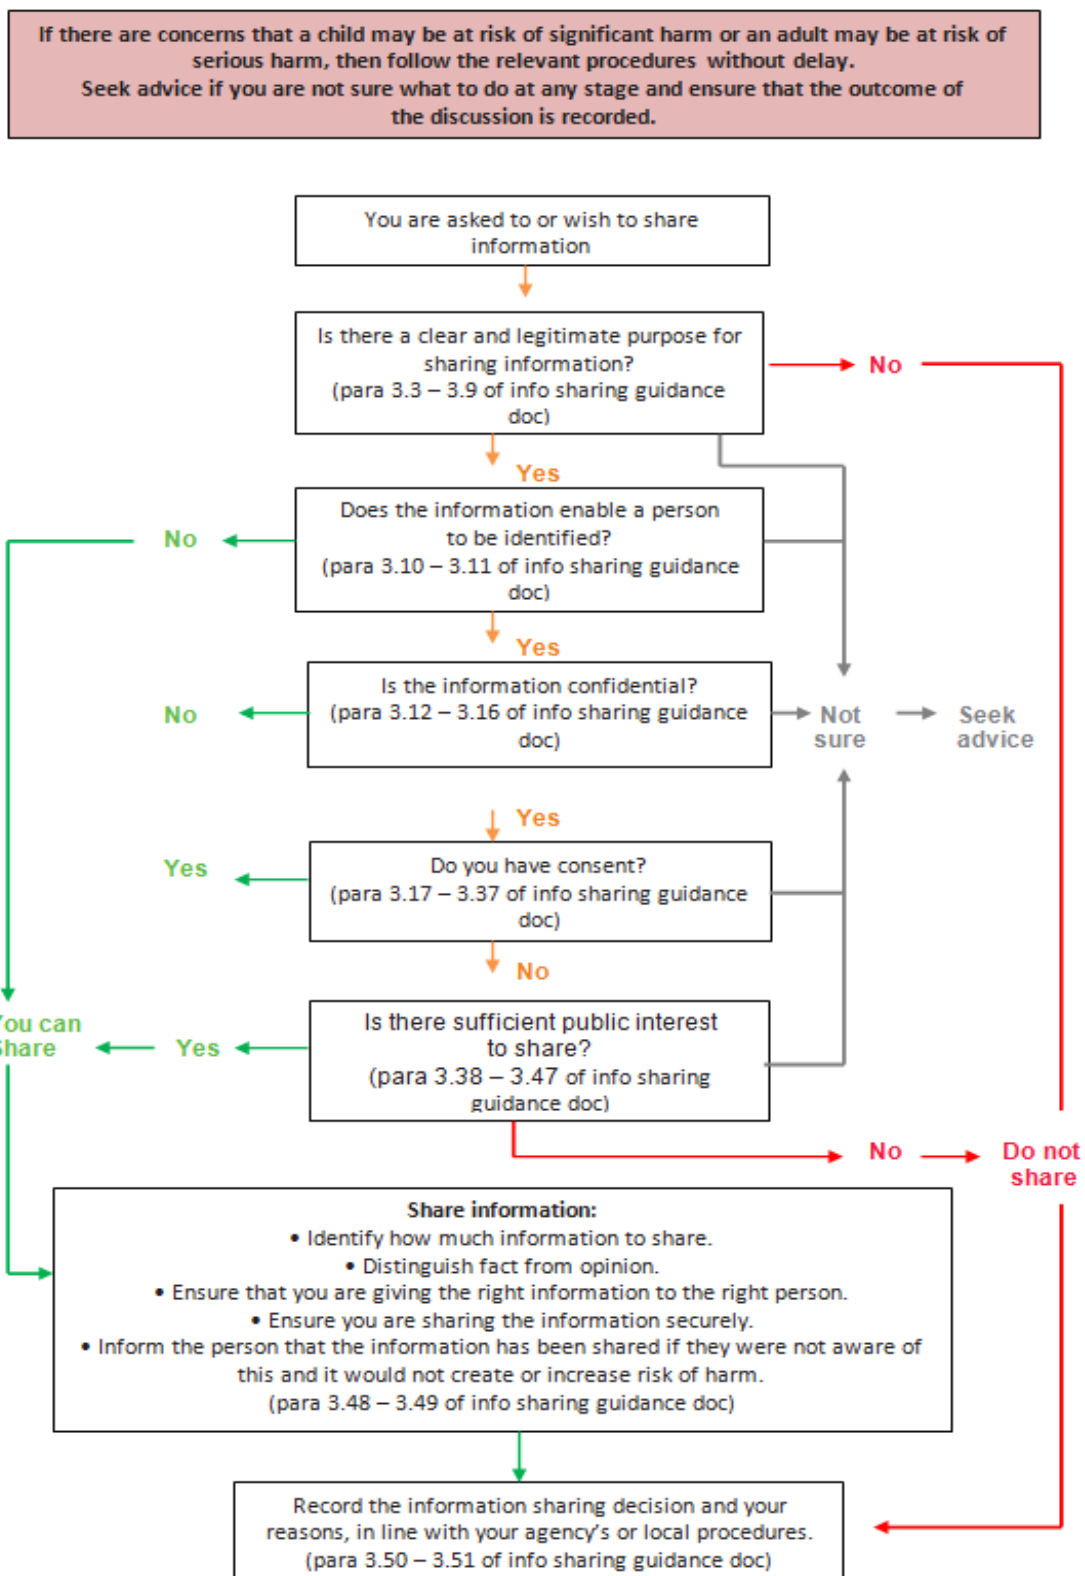 If there are concerns that a child may be at risk of significant harm or an adult may be at risk of
serious harm, then follow the relevant procedures without delay.
Seek advice if you are not sure what to do at any stage and ensure that the outcome of
the discussion is recorded.
You are asked to or wish to share
information
Is there a clear and legitimate purpose for
sharing information?
(para 3.3 – 3.9 of info sharing guidance
doc)
No
Yes
Does the information enable a person
to be identified?
(para 3.10 – 3.11 of info sharing guidance
doc)
No
Yes
Is the information confidential?
(para 3.12 – 3.16 of info sharing guidance
doc)
No
Not
sure
Seek
advice
Yes
Do you have consent?
(para 3.17 – 3.37 of info sharing guidance
doc)
Yes
No
Is there sufficient public interest
to share?
(para 3.38 – 3.47 of info sharing
guidance doc)
You can
Share
Yes
No
Do not
share
Share information:
• Identify how much information to share.
• Distinguish fact from opinion.
• Ensure that you are giving the right information to the right person.
• Ensure you are sharing the information securely.
• Inform the person that the information has been shared if they were not aware of
this and it would not create or increase risk of harm.
(para 3.48 – 3.49 of info sharing guidance doc)
Record the information sharing decision and your
reasons, in line with your agency’s or local procedures.
(para 3.50 – 3.51 of info sharing guidance doc)